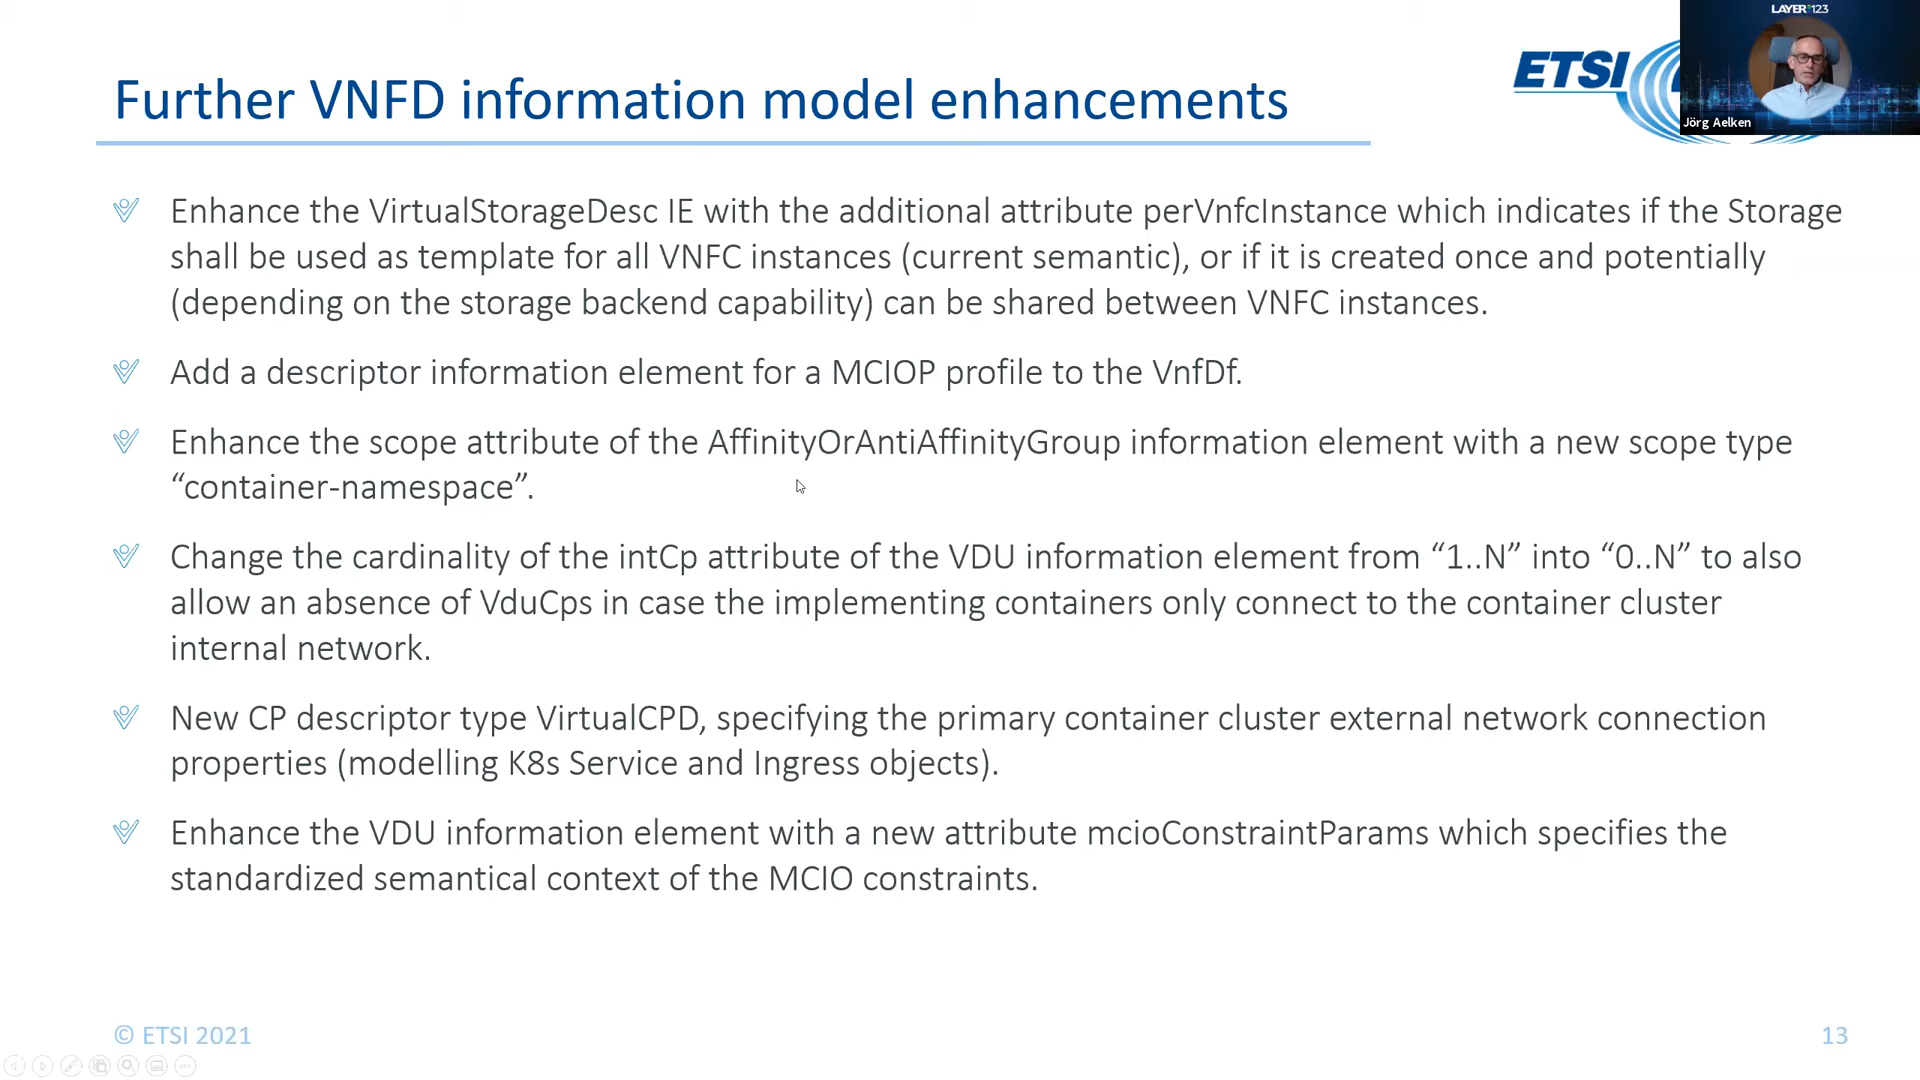 LAYER123
ETSI
Jörg Aelken
Further VNFD information model enhancements
Enhance the VirtualStorageDesc IE with the additional attribute perVnfcInstance which indicates if the Storage
shall be used as template for all VNFC instances (current semantic), or if it is created once and potentially
(depending on the storage backend capability) can be shared between VNFC instances.
Add a descriptor information element for a MCIOP profile to the VnfDf.
Enhance the scope attribute of the AffinityOrAntiAffinityGroup information element with a new scope type
“container-namespace”.
Change the cardinality of the intCp attribute of the VDU information element from “1..N” into “0..N” to also
allow an absence of VduCps in case the implementing containers only connect to the container cluster
internal network.
New CP descriptor type VirtualCPD, specifying the primary container cluster external network connection
properties (modelling K8s Service and Ingress objects).
Enhance the VDU information element with a new attribute mcioConstraintParams which specifies the
standardized semantical context of the MCIO constraints.
© ETSI 2021
13